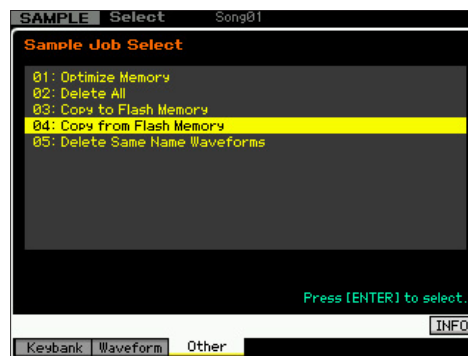 SAMPLE Select Song01
Sample Job Select
01: Optimize Memory
02: Delete All
03: Copy to Flash Memory
04: Copy from Flash Memory
05: Delete Same Name Waveforms
Press [ENTER] to select.
INFO
Keybank Waveform Other